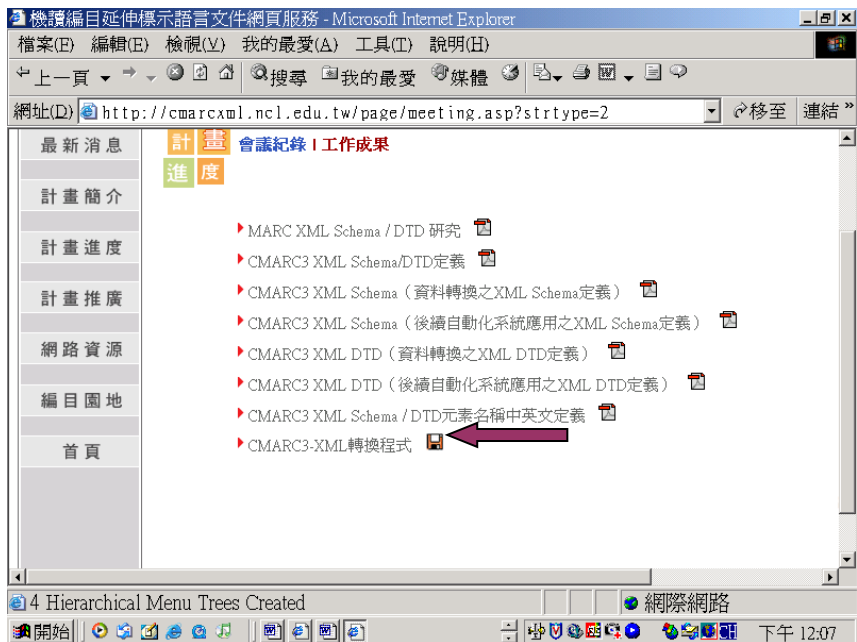 機讀編目延伸標示語言文件網頁服務 - Microsoft Internet Explorer
檔案(F) 編輯(E) 檢視(V) 我的最愛(A) 工具(T) 說明(H)
上一頁 搜尋 我的最愛 媒體
網址(D) http://cmarcxml.ncl.edu.tw/page/meeting.asp?strtype=2 移至 連結 »
最新消息
計畫簡介
計畫進度
計畫推廣
網路資源
編目園地
首頁
計畫
進度
會議紀錄 I 工作成果
MARC XML Schema / DTD 研究
CMARC3 XML Schema/DTD定義
CMARC3 XML Schema（資料轉換之XML Schema定義）
CMARC3 XML Schema（後續自動化系統應用之XML Schema定義）
CMARC3 XML DTD（資料轉換之XML DTD定義）
CMARC3 XML DTD（後續自動化系統應用之XML DTD定義）
CMARC3 XML Schema / DTD元素名稱中英文定義
CMARC3-XML轉換程式
4 Hierarchical Menu Trees Created 網際網路
開始 下午 12:07